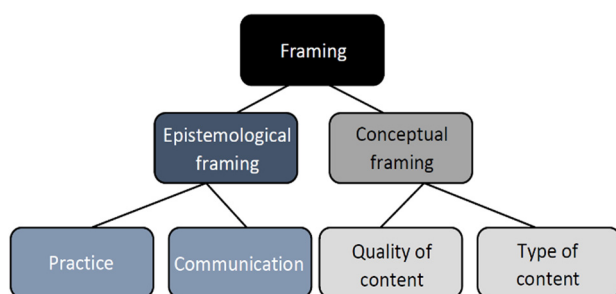 Framing
Epistemological
framing
Conceptual
framing
Practice
Communication
Quality of
content
Type of
content